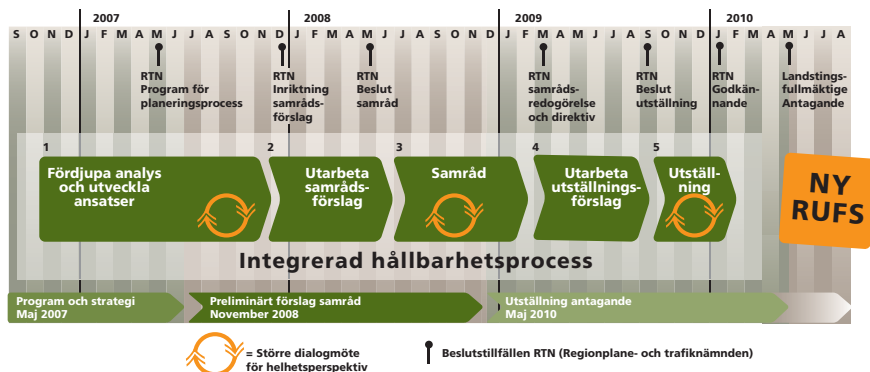 2007 2008 2009 2010
S O N D J F M A M J J A S O N D J F M A M J J A S O N D J F M A M J J A S O N D J F M A M J J A
RTN
Program för
planeringsprocess
RTN
Inriktning
samråds-
förslag
RTN
Beslut
samråd
RTN
samråds-
redogörelse
och direktiv
RTN
Beslut
utställning
RTN
Godkän-
nande
Landstings-
fullmäktige
Antagande
1
Fördjupa analys
och utveckla
ansatser
2
Utarbeta
samråds-
förslag
3
Samråd
4
Utarbeta
utställnings-
förslag
5
Utställ-
ning
NY
RUFS
Integrerad hållbarhetsprocess
Program och strategi
Maj 2007
Preliminärt förslag samråd
November 2008
Utställning antagande
Maj 2010
= Större dialogmöte
för helhetsperspektiv
Beslutstillfällen RTN (Regionplane- och trafiknämnden)